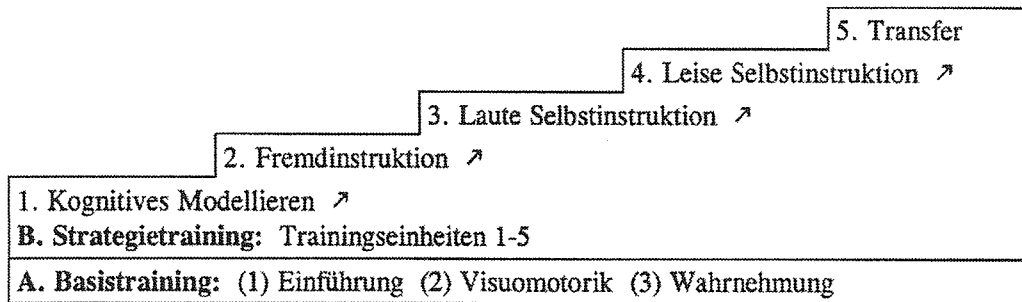 5. Transfer
4. Leise Selbstinstruktion ↗
3. Laute Selbstinstruktion ↗
2. Fremdinstruktion ↗
1. Kognitives Modellieren ↗
B. Strategietraining: Trainingseinheiten 1-5
A. Basistraining: (1) Einführung (2) Visuomotorik (3) Wahrnehmung